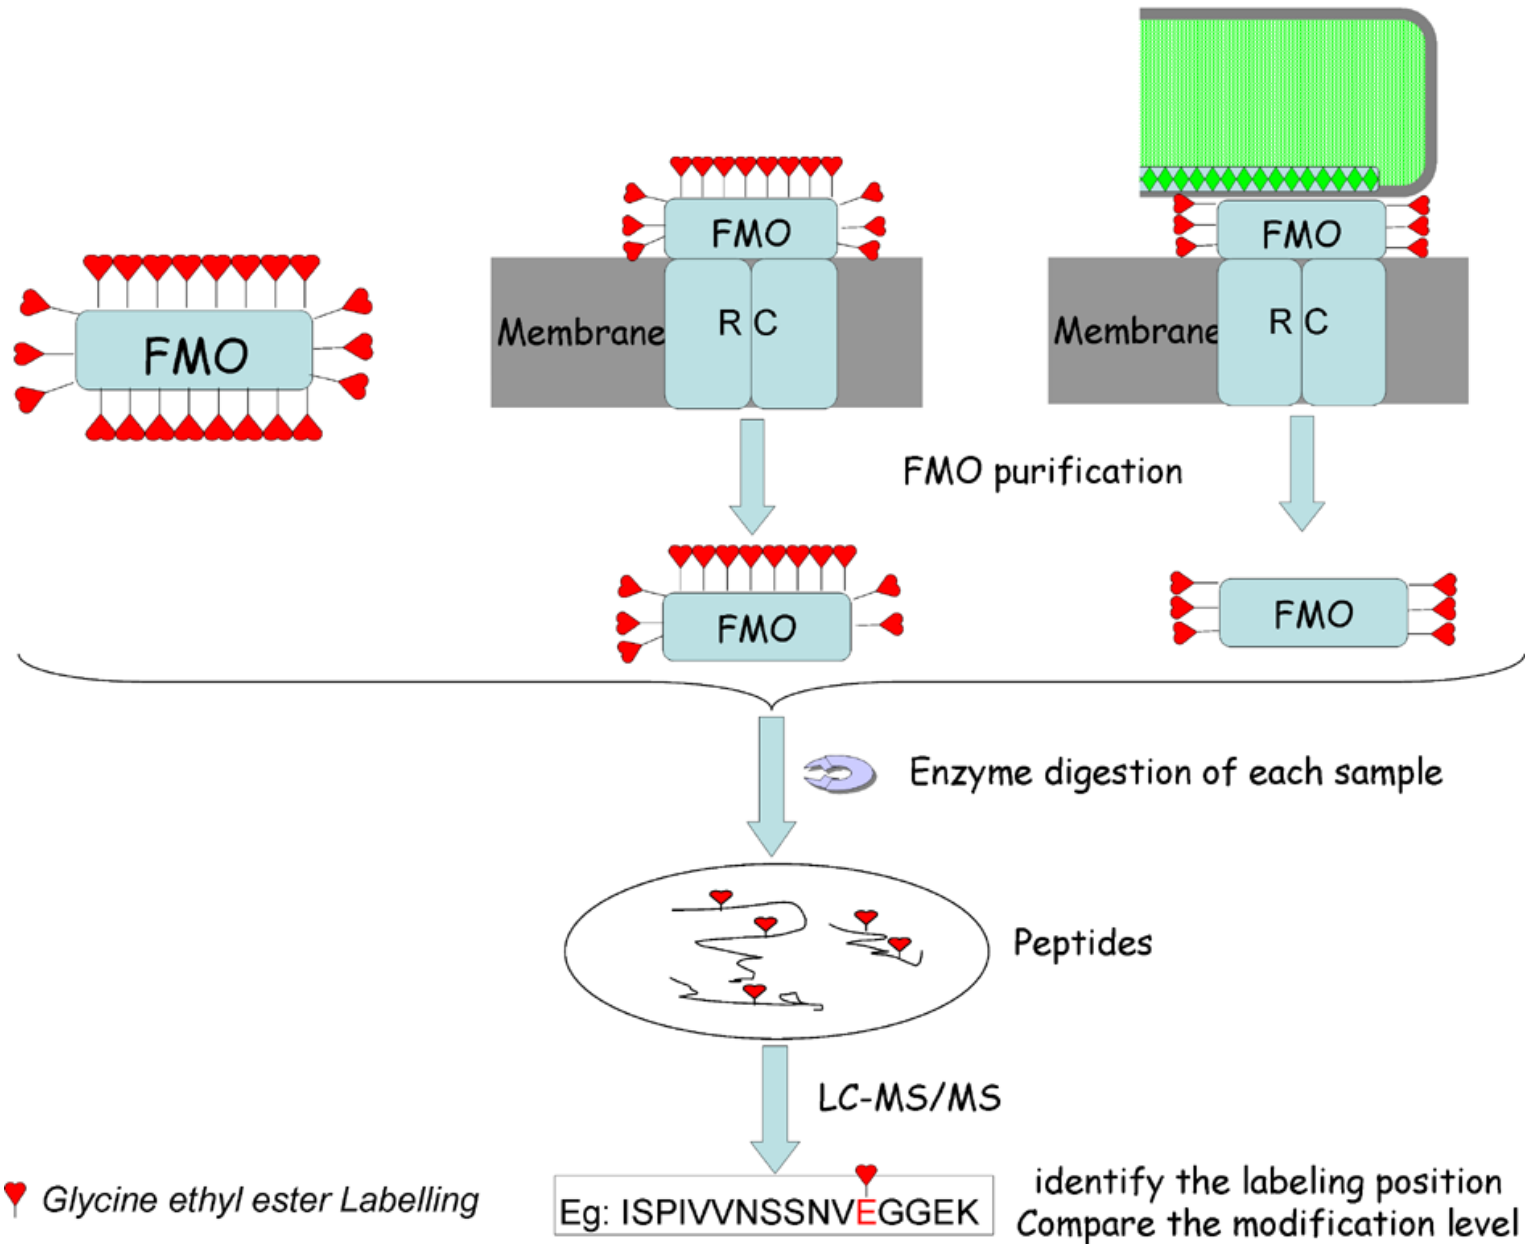 FMO
FMO
FMO
Membrane
R C
Membrane
R C
FMO purification
FMO
FMO
Enzyme digestion of each sample
Peptides
LC-MS/MS
Glycine ethyl ester Labelling
Eg: ISPIVVNSSNVEGGEK
identify the labeling position
Compare the modification level